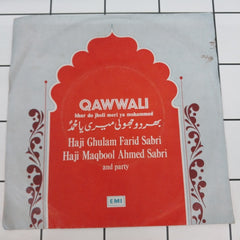 QAWWALI
bhar do jholi meri ya muhammed
بھر دو جھولی میری یا محمدؐ
Haji Ghulam Farid Sabri
Haji Maqbool Ahmed Sabri
and party
EMI